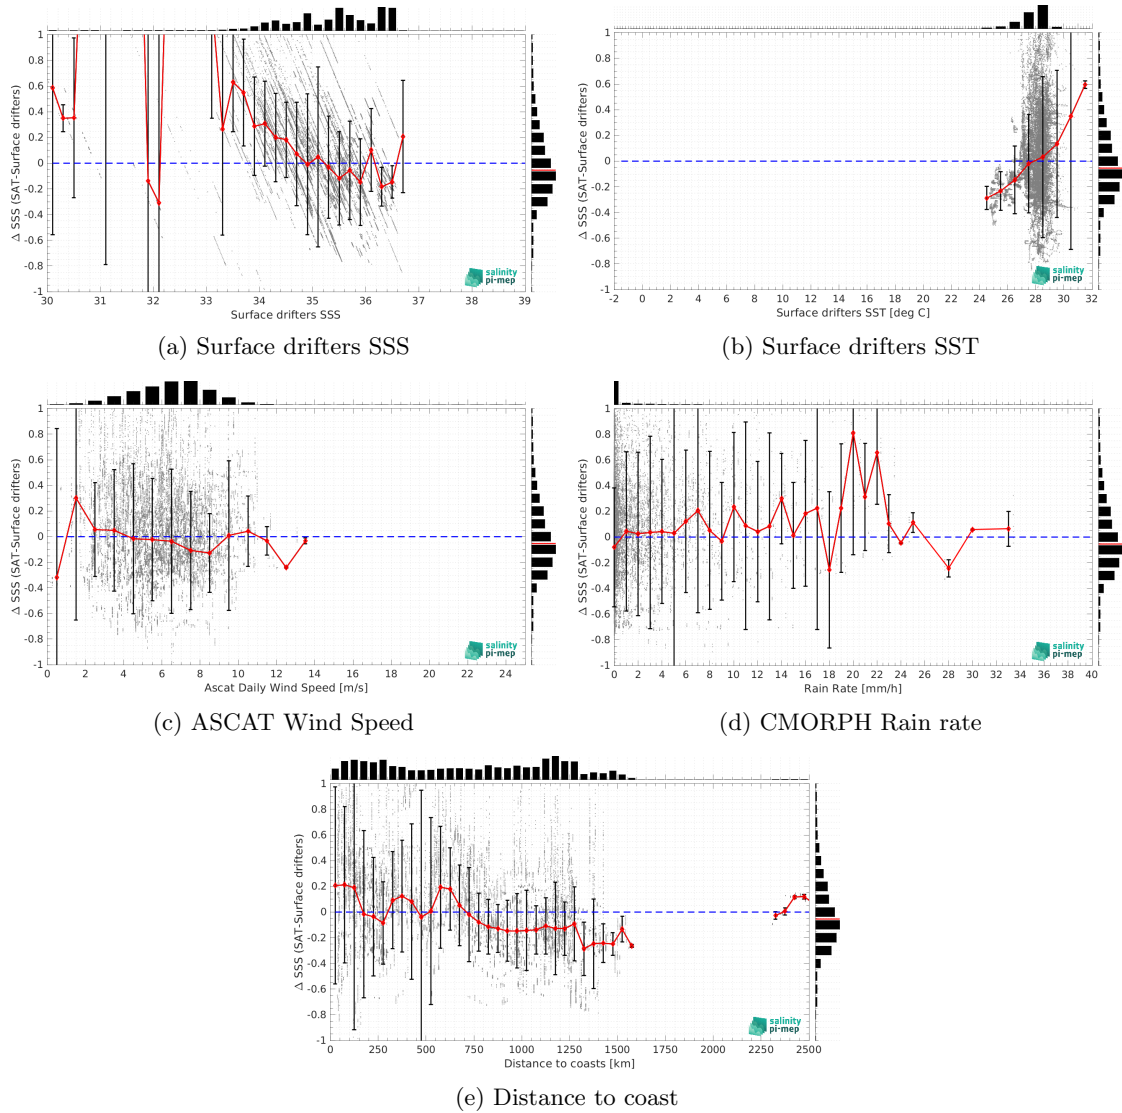 Δ SSS (SAT-Surface drifters)
1
0.8
0.6
0.4
0.2
0
-0.2
-0.4
-0.6
-0.8
-1
30 31 32 33 34 35 36 37 38 39
Surface drifters SSS
salinity
pi-mep
(a) Surface drifters SSS
Δ SSS (SAT-Surface drifters)
1
0.8
0.6
0.4
0.2
0
-0.2
-0.4
-0.6
-0.8
-1
-2 0 2 4 6 8 10 12 14 16 18 20 22 24 26 28 30 32
Surface drifters SST [deg C]
salinity
pi-mep
(b) Surface drifters SST
Δ SSS (SAT-Surface drifters)
1
0.8
0.6
0.4
0.2
0
-0.2
-0.4
-0.6
-0.8
-1
0 2 4 6 8 10 12 14 16 18 20 22 24
Ascat Daily Wind Speed [m/s]
salinity
pi-mep
(c) ASCAT Wind Speed
Δ SSS (SAT-Surface drifters)
1
0.8
0.6
0.4
0.2
0
-0.2
-0.4
-0.6
-0.8
-1
0 2 4 6 8 10 12 14 16 18 20 22 24 26 28 30 32 34 36 38 40
Rain Rate [mm/h]
salinity
pi-mep
(d) CMORPH Rain rate
Δ SSS (SAT-Surface drifters)
1
0.8
0.6
0.4
0.2
0
-0.2
-0.4
-0.6
-0.8
-1
0 250 500 750 1000 1250 1500 1750 2000 2250 2500
Distance to coasts [km]
salinity
pi-mep
(e) Distance to coast